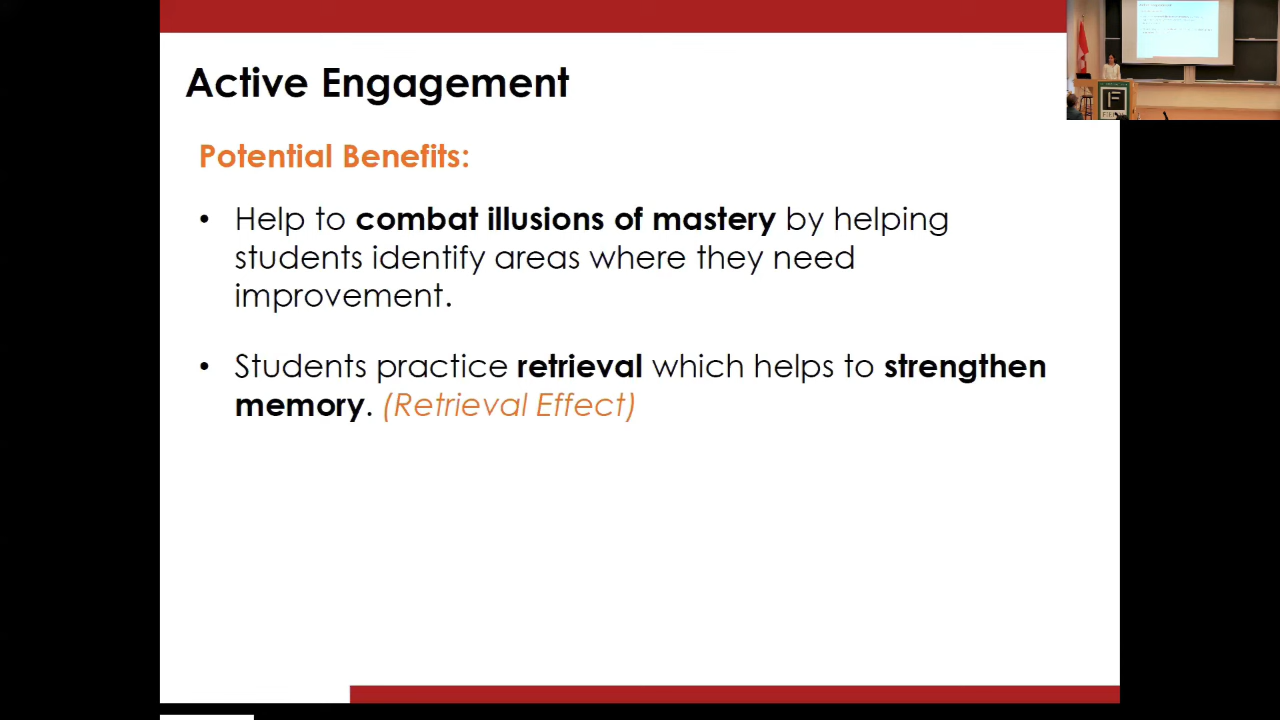 Active Engagement
Potential Benefits:
• Help to combat illusions of mastery by helping
students identify areas where they need
improvement.
• Students practice retrieval which helps to strengthen
memory. (Retrieval Effect)